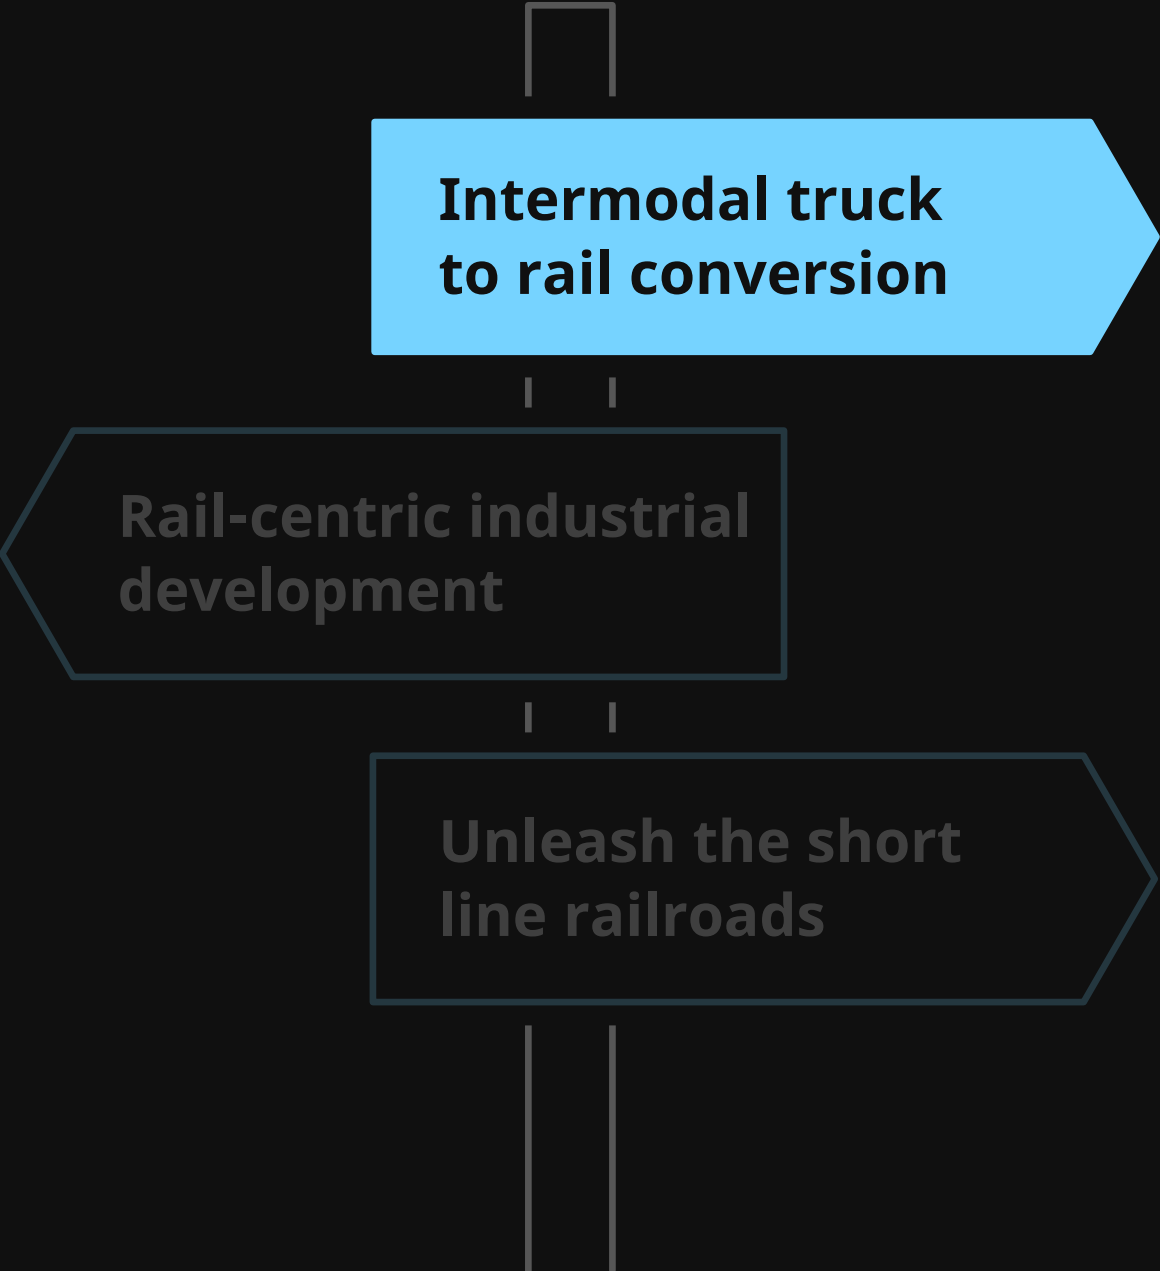 Intermodal truck
to rail conversion
Rail-centric industrial
development
Unleash the short
line railroads